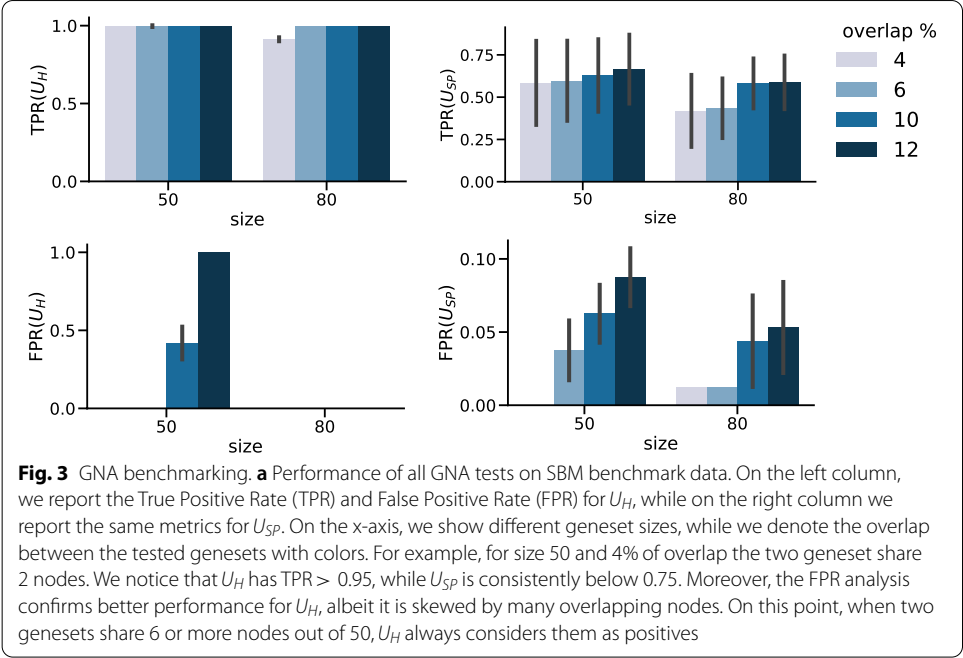 1.0
0.5
0.0
TPR(U_H)
50
80
size
0.75
0.50
0.25
0.00
TPR(U_SP)
50
80
size
overlap %
4
6
10
12
1.0
0.5
0.0
FPR(U_H)
50
80
size
0.10
0.05
0.00
FPR(U_SP)
50
80
size
Fig. 3 GNA benchmarking. a Performance of all GNA tests on SBM benchmark data. On the left column,
we report the True Positive Rate (TPR) and False Positive Rate (FPR) for U_H, while on the right column we
report the same metrics for U_SP. On the x-axis, we show different geneset sizes, while we denote the overlap
between the tested genesets with colors. For example, for size 50 and 4% of overlap the two geneset share
2 nodes. We notice that U_H has TPR > 0.95, while U_SP is consistently below 0.75. Moreover, the FPR analysis
confirms better performance for U_H, albeit it is skewed by many overlapping nodes. On this point, when two
genesets share 6 or more nodes out of 50, U_H always considers them as positives